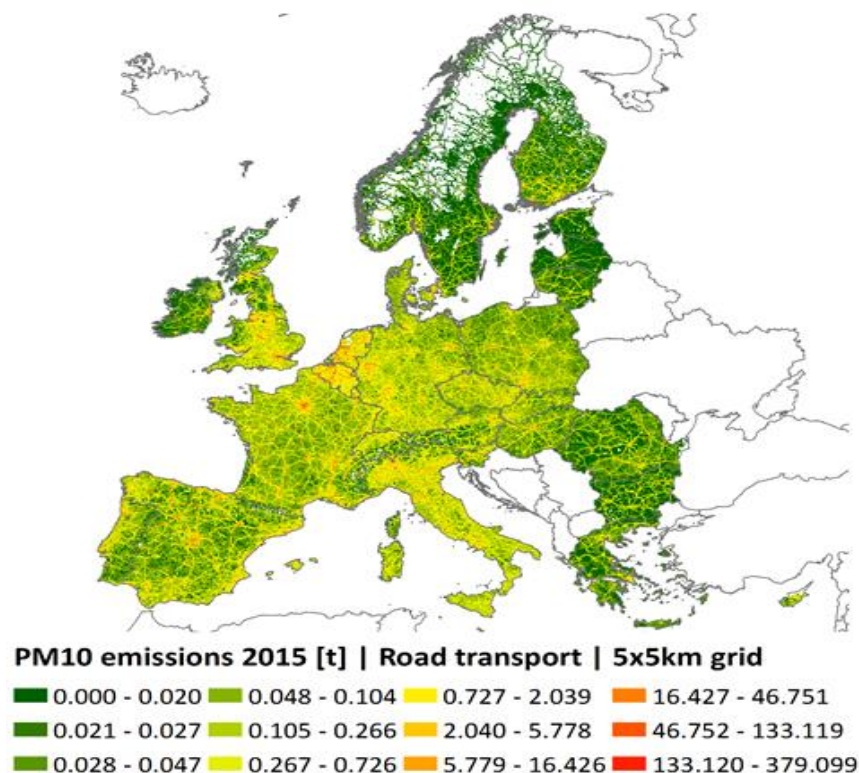 PM10 emissions 2015 [t] | Road transport | 5x5km grid
0.000 - 0.020 0.048 - 0.104 0.727 - 2.039 16.427 - 46.751
0.021 - 0.027 0.105 - 0.266 2.040 - 5.778 46.752 - 133.119
0.028 - 0.047 0.267 - 0.726 5.779 - 16.426 133.120 - 379.099